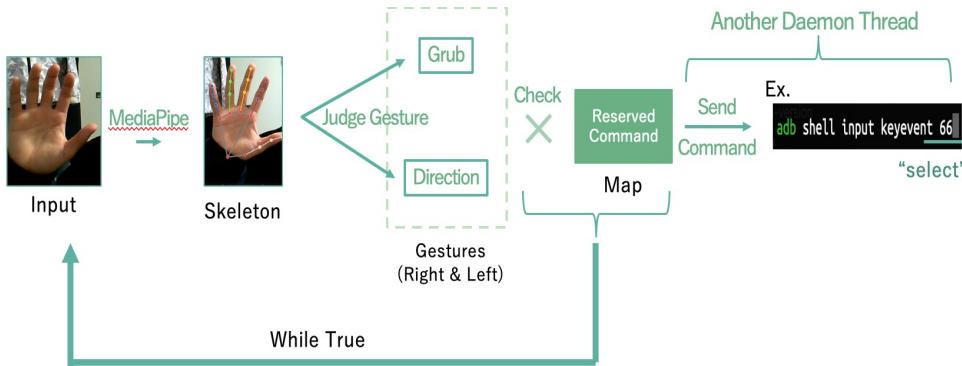 Another Daemon Thread
Grub
Ex.
MediaPipe
Judge Gesture
Check
Reserved
Command
Send
Command
adb shell input keyevent 66
"select"
Direction
Map
Input
Skeleton
Gestures
(Right & Left)
While True